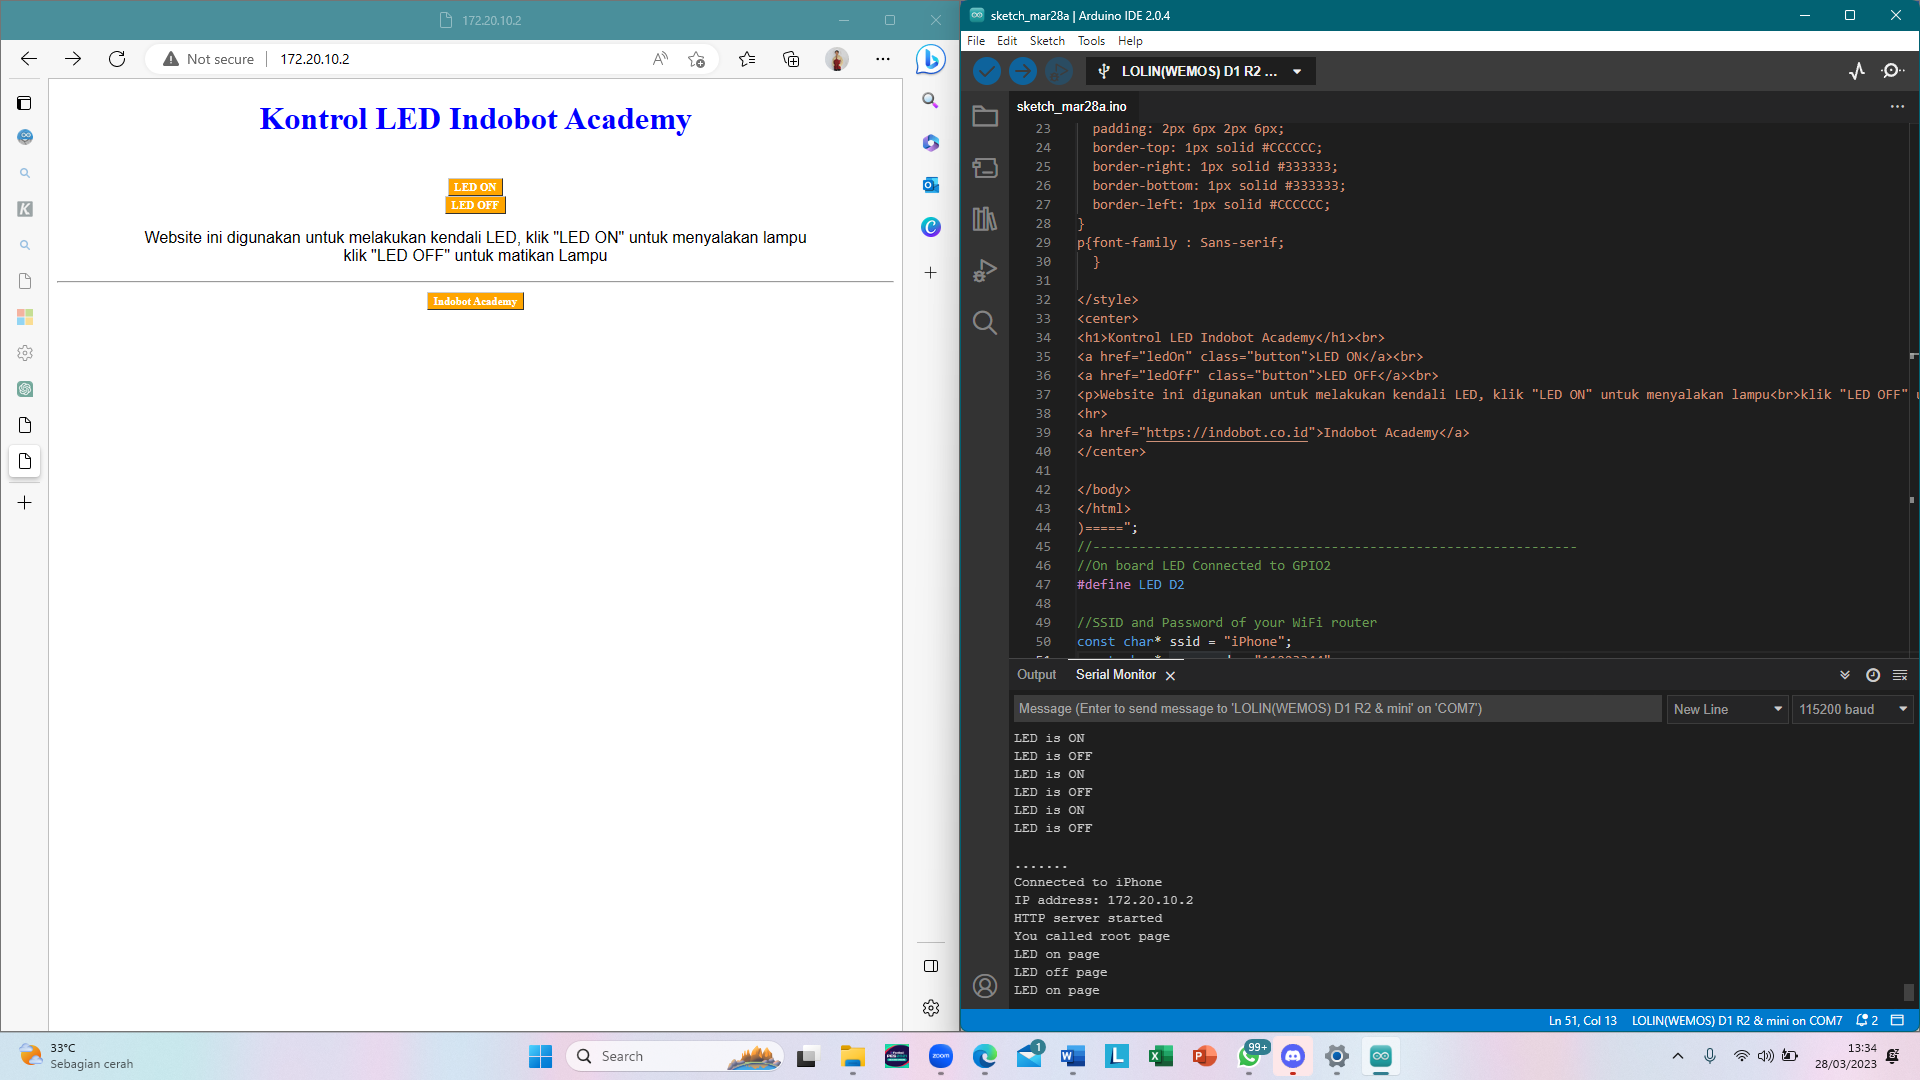 172.20.10.2
Not secure
172.20.10.2
Kontrol LED Indobot Academy
LED ON
LED OFF
Website ini digunakan untuk melakukan kendali LED, klik "LED ON" untuk menyalakan lampu
klik "LED OFF" untuk matikan Lampu
Indobot Academy
sketch_mar28a | Arduino IDE 2.0.4
File Edit Sketch Tools Help
LOLIN(WEMOS) D1 R2 ...
sketch_mar28a.ino
23 padding: 2px 6px 2px 6px;
24 border-top: 1px solid #CCCCCC;
25 border-right: 1px solid #333333;
26 border-bottom: 1px solid #333333;
27 border-left: 1px solid #CCCCCC;
28 }
29 p{font-family : Sans-serif;
30 }
31
32 </style>
33 <center>
34 <h1>Kontrol LED Indobot Academy</h1><br>
35 <a href="ledOn" class="button">LED ON</a><br>
36 <a href="ledOff" class="button">LED OFF</a><br>
37 <p>Website ini digunakan untuk melakukan kendali LED, klik "LED ON" untuk menyalakan lampu<br>klik "LED OFF"
38 <hr>
39 <a href="https://indobot.co.id">Indobot Academy</a>
40 </center>
41
42 </body>
43 </html>
44 )=====";
45 //---------------------------------------------------------------
46 //On board LED Connected to GPIO2
47 #define LED D2
48
49 //SSID and Password of your WiFi router
50 const char* ssid = "iPhone";
Output Serial Monitor
Message (Enter to send message to 'LOLIN(WEMOS) D1 R2 & mini' on 'COM7')
New Line
115200 baud
LED is ON
LED is OFF
LED is ON
LED is OFF
LED is ON
LED is OFF
.......
Connected to iPhone
IP address: 172.20.10.2
HTTP server started
You called root page
LED on page
LED off page
LED on page
Ln 51, Col 13 LOLIN(WEMOS) D1 R2 & mini on COM7 2
33°C
Sebagian cerah
Search
zoom
1
99+
13:34
28/03/2023